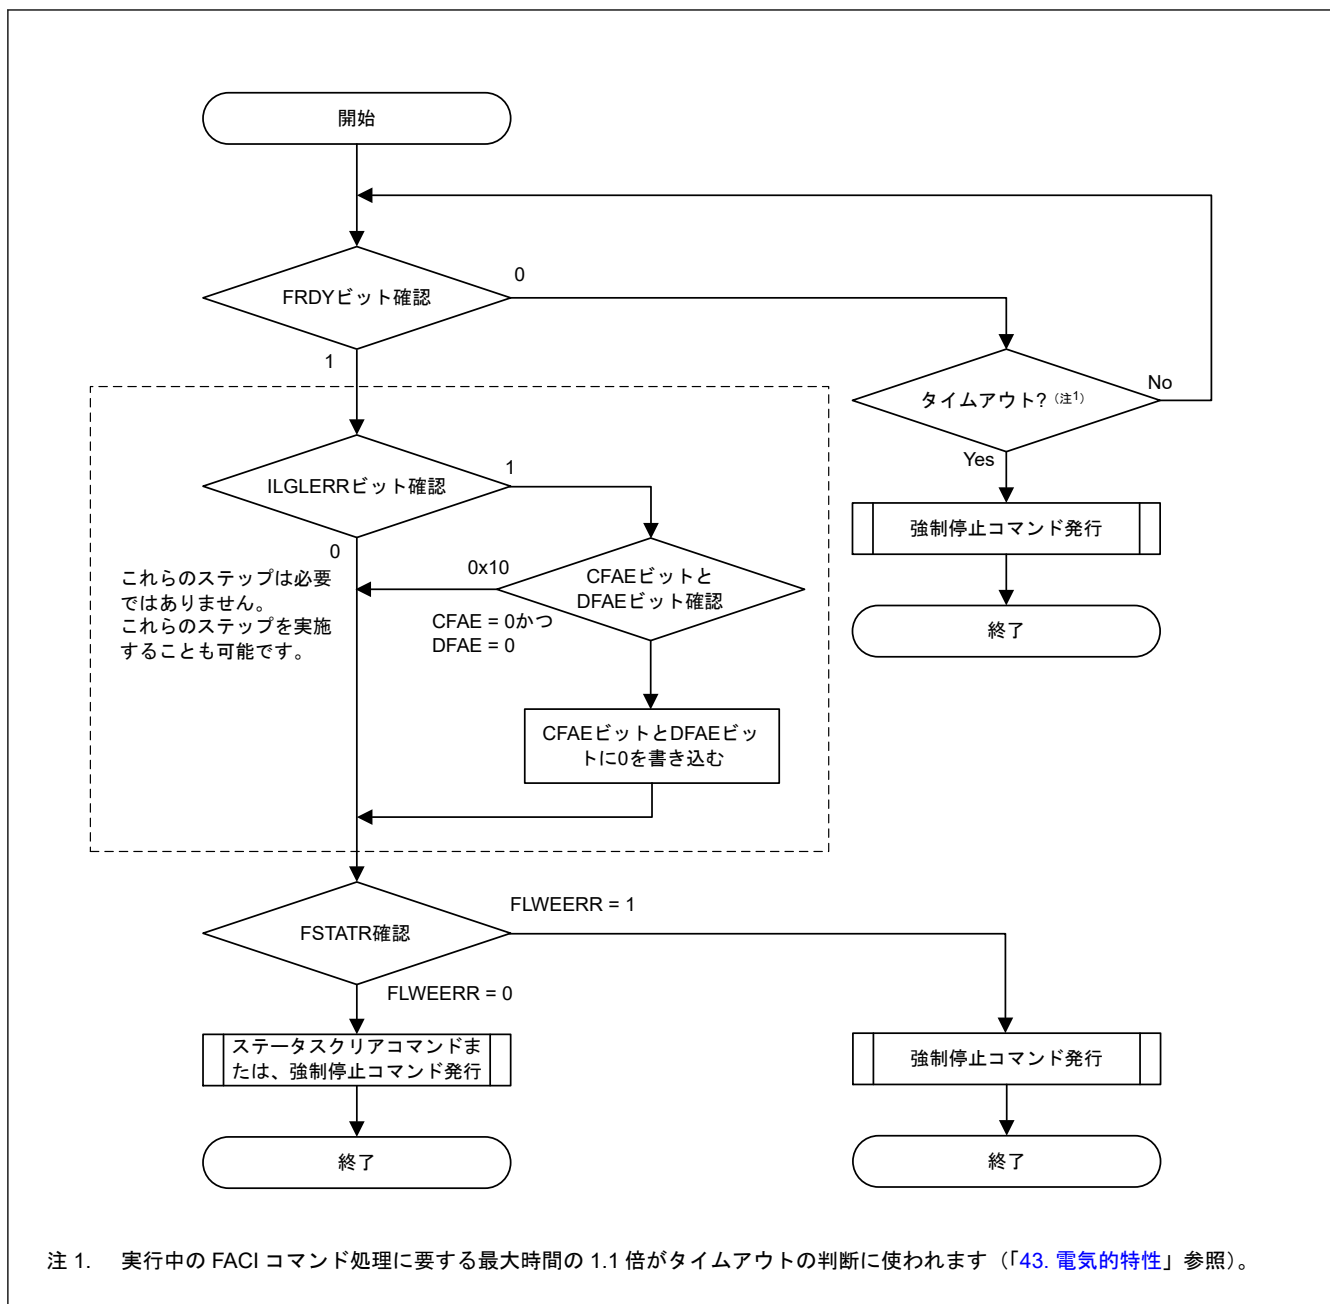 開始
FRDYビット確認
0
1
タイムアウト? (注1)
No
Yes
強制停止コマンド発行
終了
ILGLERRビット確認
1
0
これらのステップは必要
ではありません。
これらのステップを実施
することも可能です。
0x10
CFAE = 0かつ
DFAE = 0
CFAEビットと
DFAEビット確認
CFAEビットとDFAEビッ
トに0を書き込む
FSTATR確認
FLWEERR = 1
FLWEERR = 0
ステータスクリアコマンドま
たは、強制停止コマンド発行
終了
強制停止コマンド発行
終了
注 1. 実行中の FACI コマンド処理に要する最大時間の 1.1 倍がタイムアウトの判断に使われます（「43. 電気的特性」参照）。